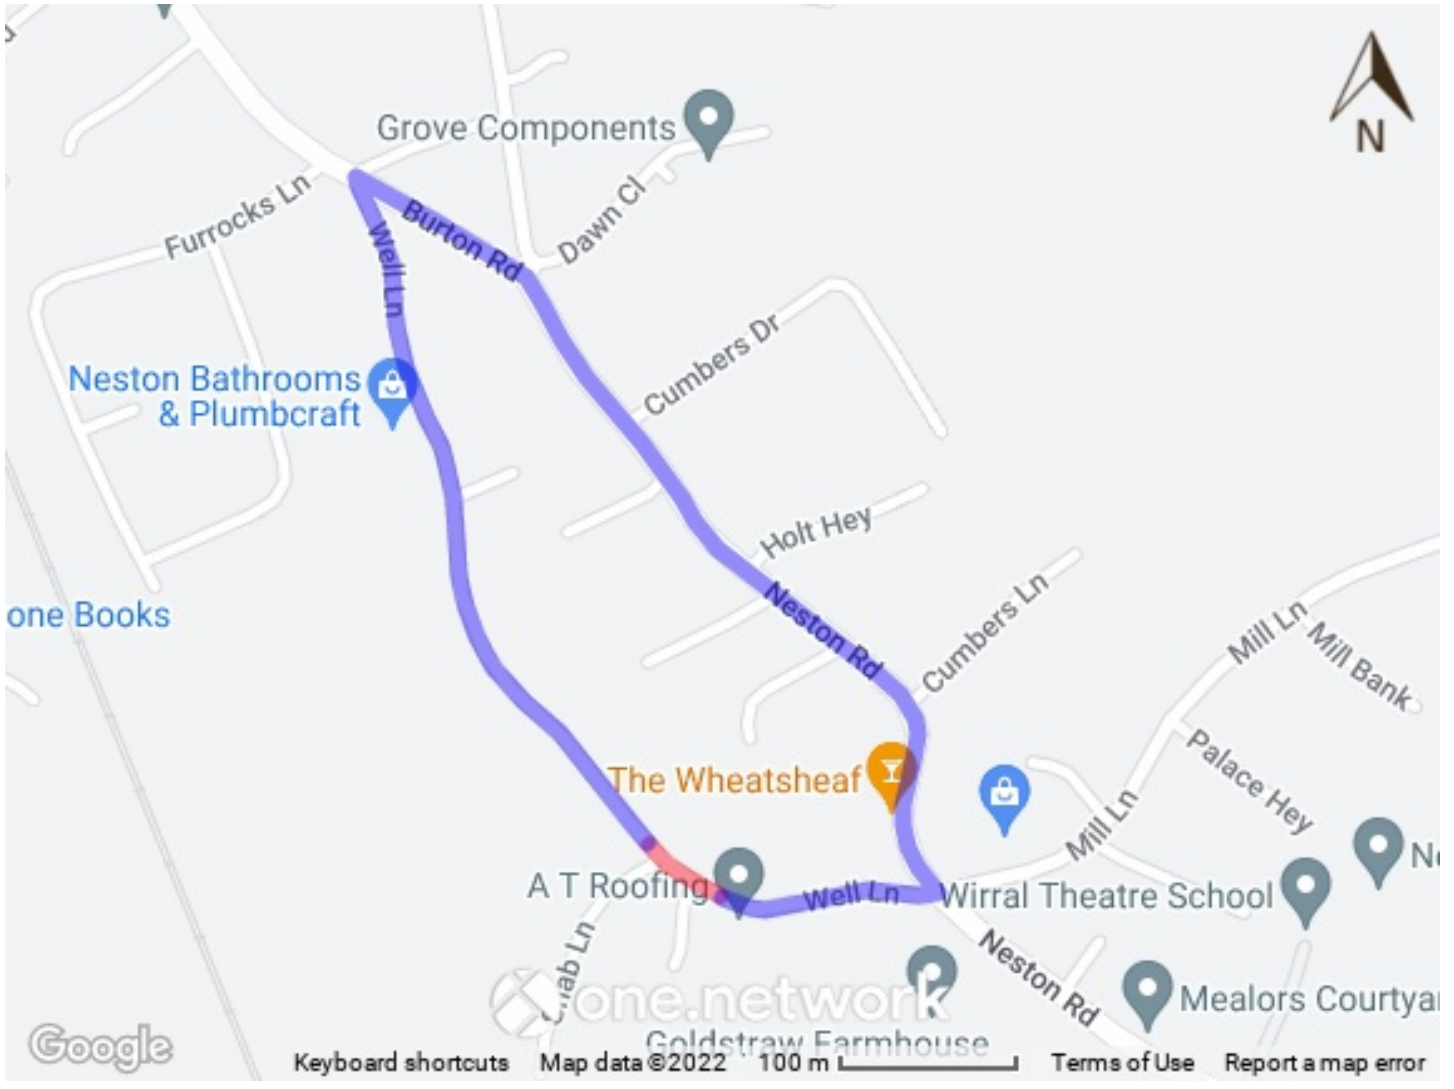 N
Grove Components
Furrocks Ln
Burton Rd
Dawn Cl
Well Ln
Cumbers Dr
Neston Bathrooms
& Plumbcraft
Holt Hey
Neston Rd
Cumbers Ln
Mill Ln
Mill Bank
one Books
Palace Hey
The Wheatsheaf
Mill Ln
A T Roofing
Well Ln
Wirral Theatre School
Neston Rd
one.network
Mealors Courtya
Goldstraw Farmhouse
Google
Keyboard shortcuts
Map data ©2022
100 m
Terms of Use
Report a map error